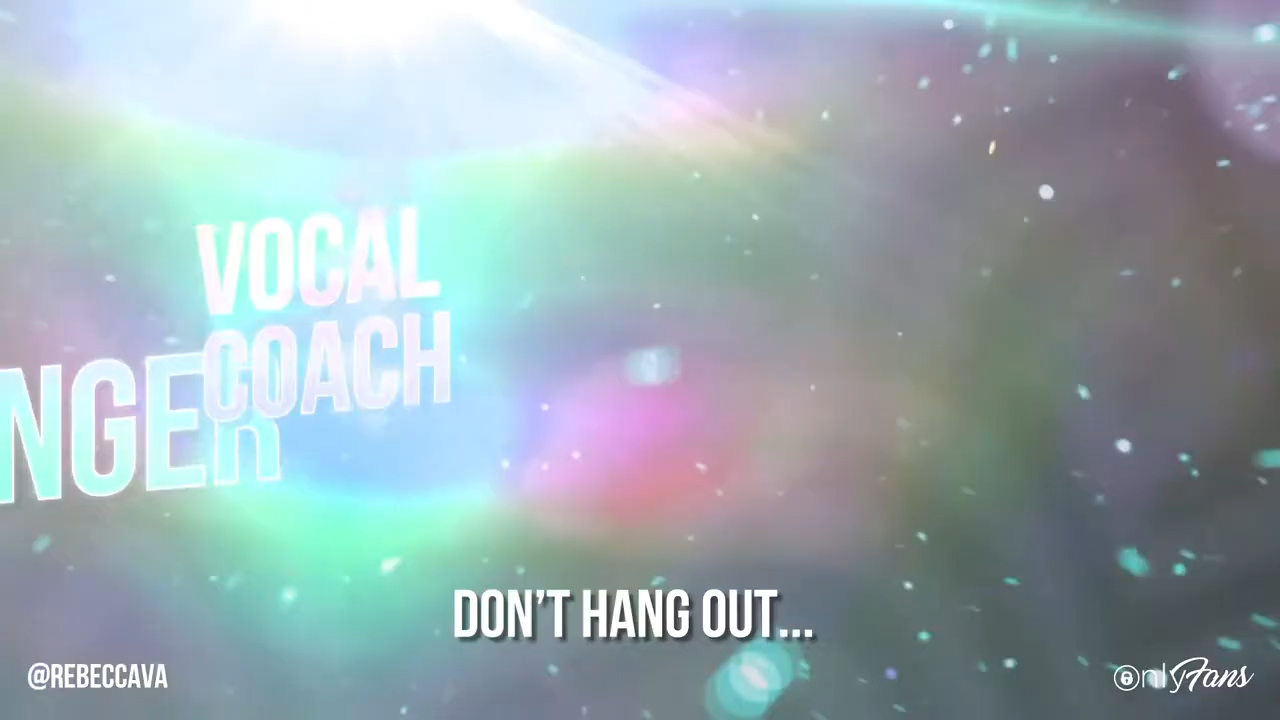 VOCAL
COACH
NGER
DON'T HANG OUT...
@REBECCAVA
OnlyFans